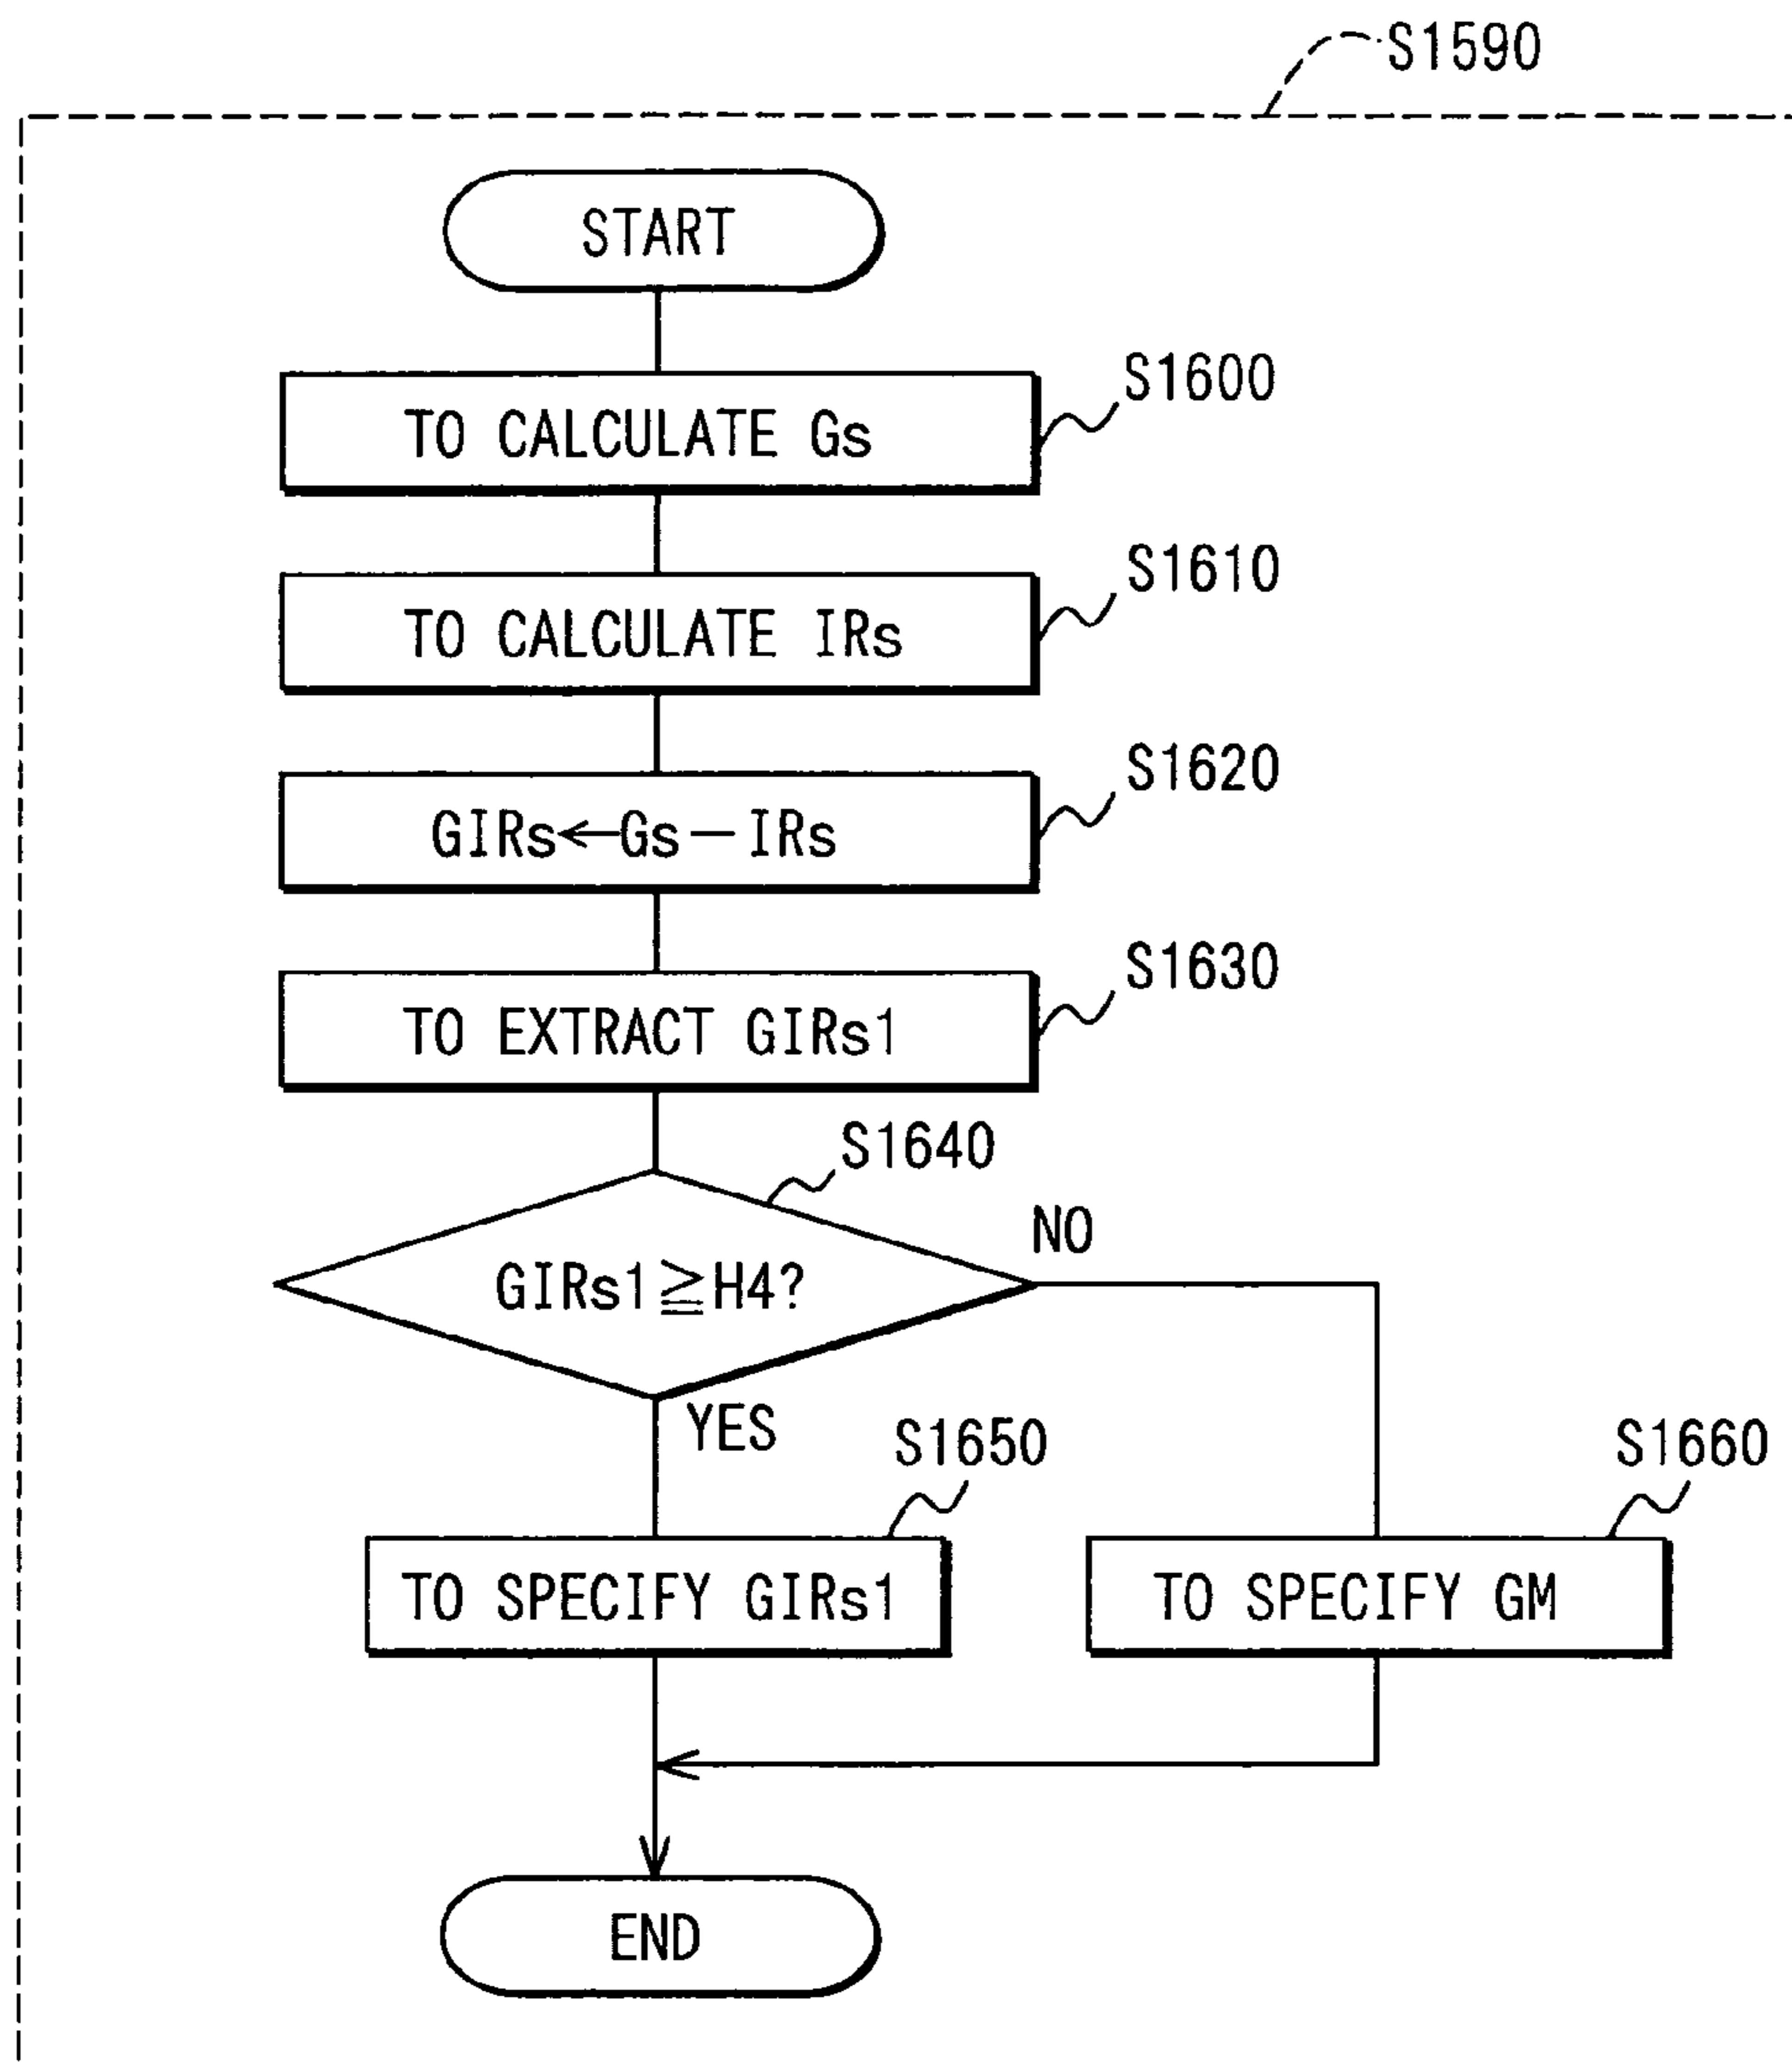 S1590
START
S1600
TO CALCULATE Gs
S1610
TO CALCULATE IRs
S1620
GIRs←Gs－IRs
S1630
TO EXTRACT GIRs1
S1640
NO
GIRs1≧H4?
YES
S1650
S1660
TO SPECIFY GIRs1
TO SPECIFY GM
END